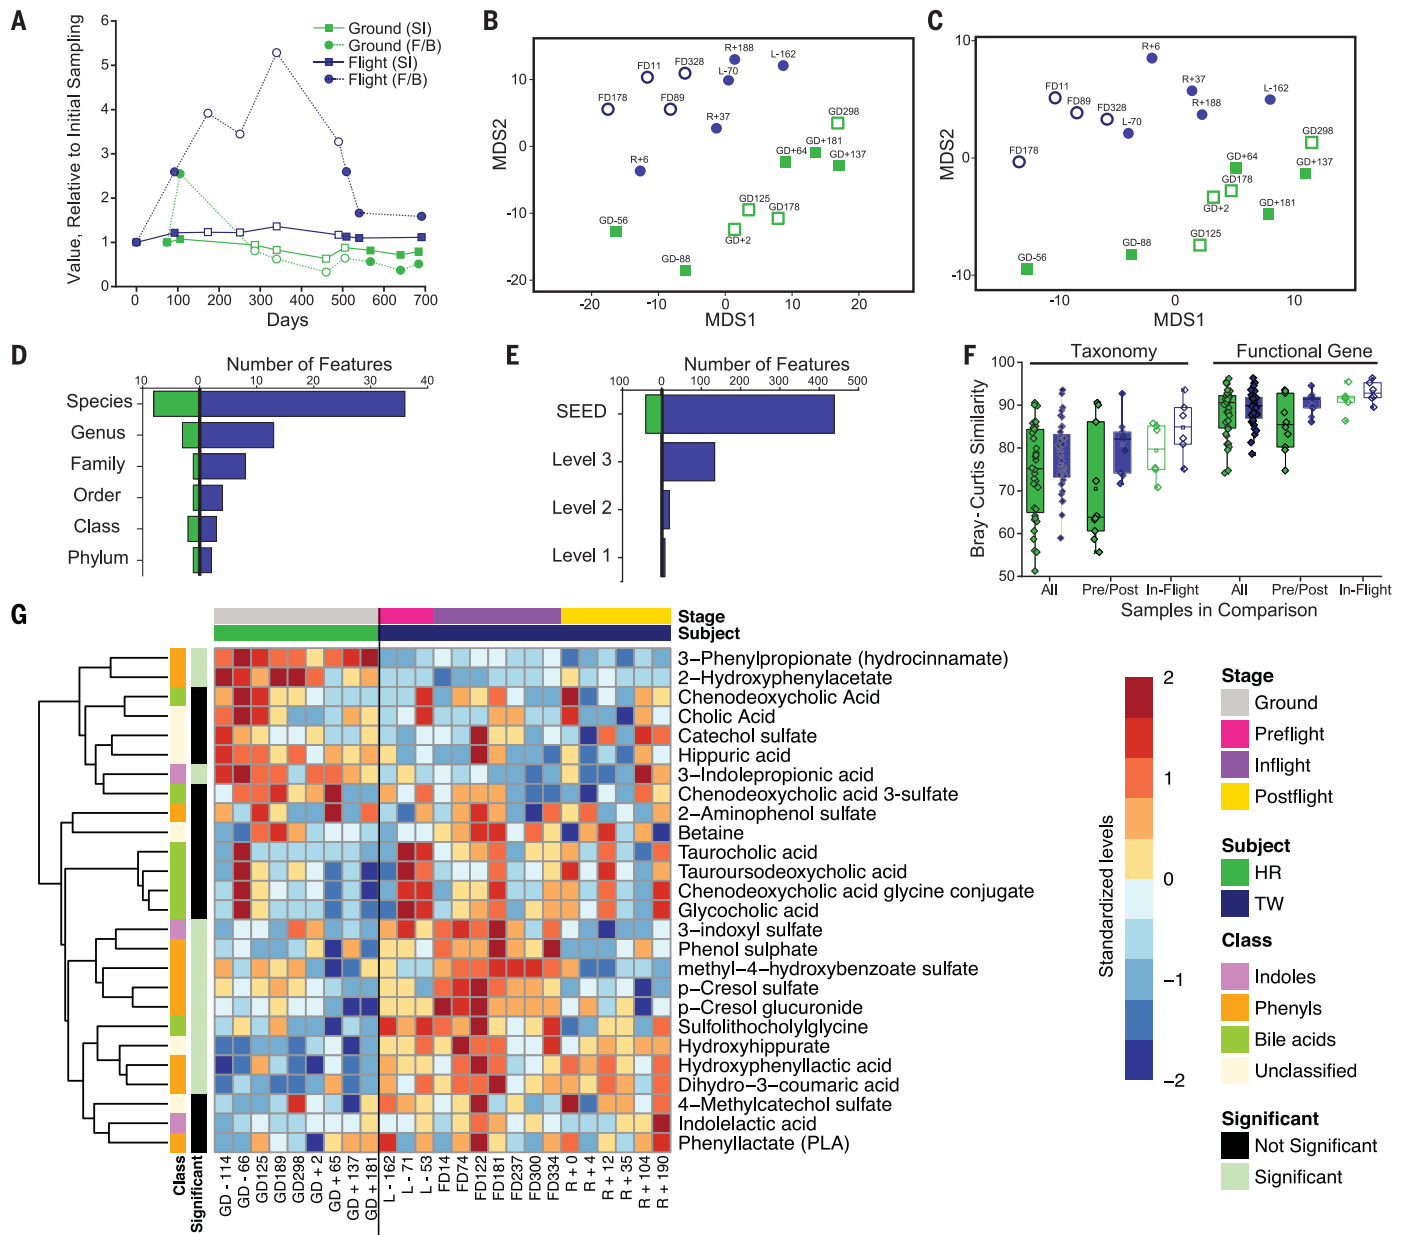 A
Value, Relative to Initial Sampling
6
5
4
3
2
1
0
0 100 200 300 400 500 600 700
Days
Ground (SI)
Ground (F/B)
Flight (SI)
Flight (F/B)
B
MDS2
10
0
-10
-20
-20 -10 0 10 20
MDS1
R+188
L-162
FD11
FD328
L-70
FD178
FD89
R+37
GD298
GD+181
GD+64
GD+137
R+6
GD125
GD178
GD-56
GD+2
GD-88
C
MDS2
10
0
-10
-10 0 10
MDS1
R+6
FD11
R+37
L-162
FD89
FD328
R+188
L-70
FD178
GD298
GD+64
GD+137
GD178
GD+2
GD+181
GD125
GD-88
GD-56
D
Number of Features
10 0 10 20 30 40
Species
Genus
Family
Order
Class
Phylum
E
Number of Features
100 0 100 200 300 400 500
SEED
Level 3
Level 2
Level 1
F
Taxonomy
Functional Gene
Bray-Curtis Similarity
100
90
80
70
60
50
All Pre/Post In-Flight All Pre/Post In-Flight
Samples in Comparison
G
Stage
Subject
3−Phenylpropionate (hydrocinnamate)
2−Hydroxyphenylacetate
Chenodeoxycholic Acid
Cholic Acid
Catechol sulfate
Hippuric acid
3−Indolepropionic acid
Chenodeoxycholic acid 3−sulfate
2−Aminophenol sulfate
Betaine
Taurocholic acid
Tauroursodeoxycholic acid
Chenodeoxycholic acid glycine conjugate
Glycocholic acid
3−indoxyl sulfate
Phenol sulphate
methyl−4−hydroxybenzoate sulfate
p−Cresol sulfate
p−Cresol glucuronide
Sulfolithocholylglycine
Hydroxyhippurate
Hydroxyphenyllactic acid
Dihydro−3−coumaric acid
4−Methylcatechol sulfate
Indolelactic acid
Phenyllactate (PLA)
Class
Significant
GD - 114
GD - 66
GD125
GD189
GD298
GD + 2
GD + 65
GD + 137
GD + 181
L - 162
L - 71
L - 53
FD14
FD74
FD122
FD181
FD237
FD300
FD334
R + 0
R + 4
R + 12
R + 35
R + 104
R + 190
Standardized levels
2
1
0
−1
−2
Stage
Ground
Preflight
Inflight
Postflight
Subject
HR
TW
Class
Indoles
Phenyls
Bile acids
Unclassified
Significant
Not Significant
Significant